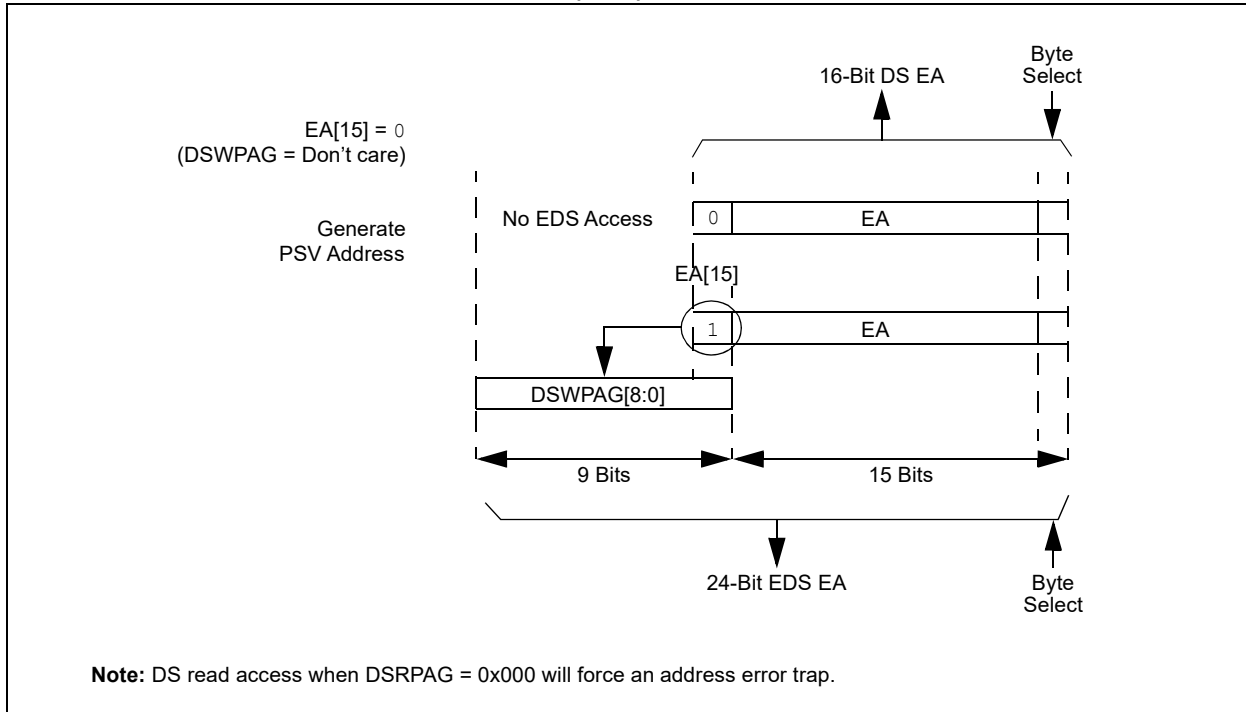 Byte
Select
16-Bit DS EA
EA[15] = 0
(DSWPAG = Don't care)
No EDS Access
0
EA
Generate
PSV Address
EA[15]
1
EA
DSWPAG[8:0]
9 Bits
15 Bits
24-Bit EDS EA
Byte
Select
Note: DS read access when DSRPAG = 0x000 will force an address error trap.